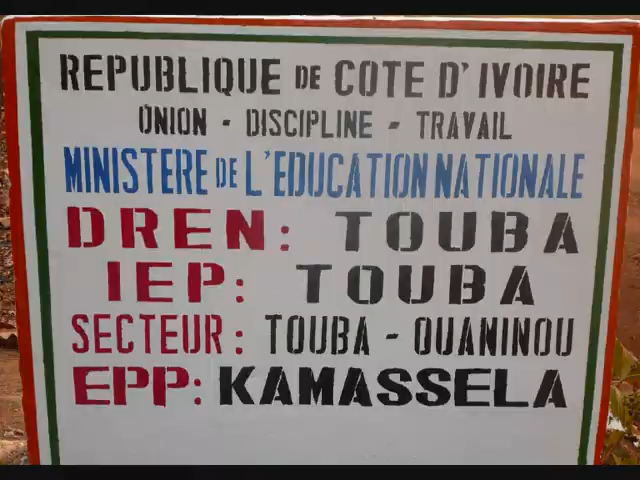 REPUBLIQUE DE COTE D'IVOIRE
UNION - DISCIPLINE - TRAVAIL
MINISTERE DE L'EDUCATION NATIONALE
DREN: TOUBA
IEP: TOUBA
SECTEUR: TOUBA - OUANINOU
EPP: KAMASSELA